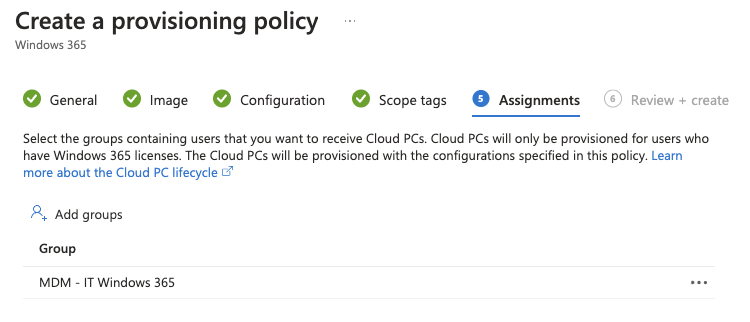 Create a provisioning policy ...
Windows 365
General Image Configuration Scope tags 5 Assignments 6 Review + create
Select the groups containing users that you want to receive Cloud PCs. Cloud PCs will only be provisioned for users who
have Windows 365 licenses. The Cloud PCs will be provisioned with the configurations specified in this policy. Learn
more about the Cloud PC lifecycle
Add groups
Group
MDM - IT Windows 365 ...